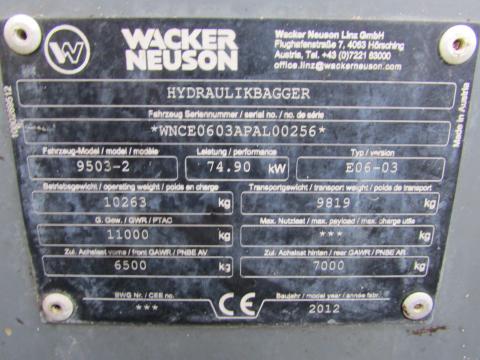 WACKER
NEUSON
Wacker Neuson Linz GmbH
Flughafenstraße 7, 4063 Hörsching
Austria, Tel. +43 (0)7221 63000
office.linz@wackerneuson.com
HYDRAULIKBAGGER
Fahrzeug Seriennummer / serial no. / no. de série
*WNCE0603APAL00256*
Fahrzeug-Model / model / modèle
9503-2
Leistung / performance
74.90 kW
Typ / version
E06-03
Betriebsgewicht / operating weight / poids en charge
10263 kg
Transportgewicht / transport weight / poids de transport
9819 kg
G. Gew. / GWR / PTAC
11000 kg
Max. Nutzlast / max. payload / max. charge utile
*** kg
Zul. Achslast vorne / front GAWR / PNBE AV
6500 kg
Zul. Achslast hinten / rear GAWR / PNBE AR
7000 kg
EWG Nr. / CEE no.
***
CE
Baujahr / model year / année fabr.
2012
Made in Austria